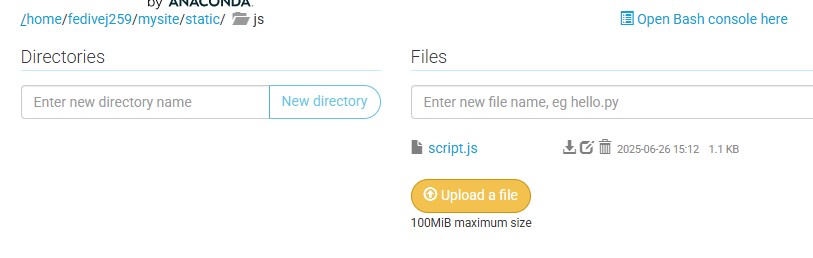 by ANACONDA.
/home/fedivej259/mysite/static/ js
Open Bash console here
Directories
Enter new directory name
New directory
Files
Enter new file name, eg hello.py
script.js
2025-06-26 15:12 1.1 KB
Upload a file
100MiB maximum size